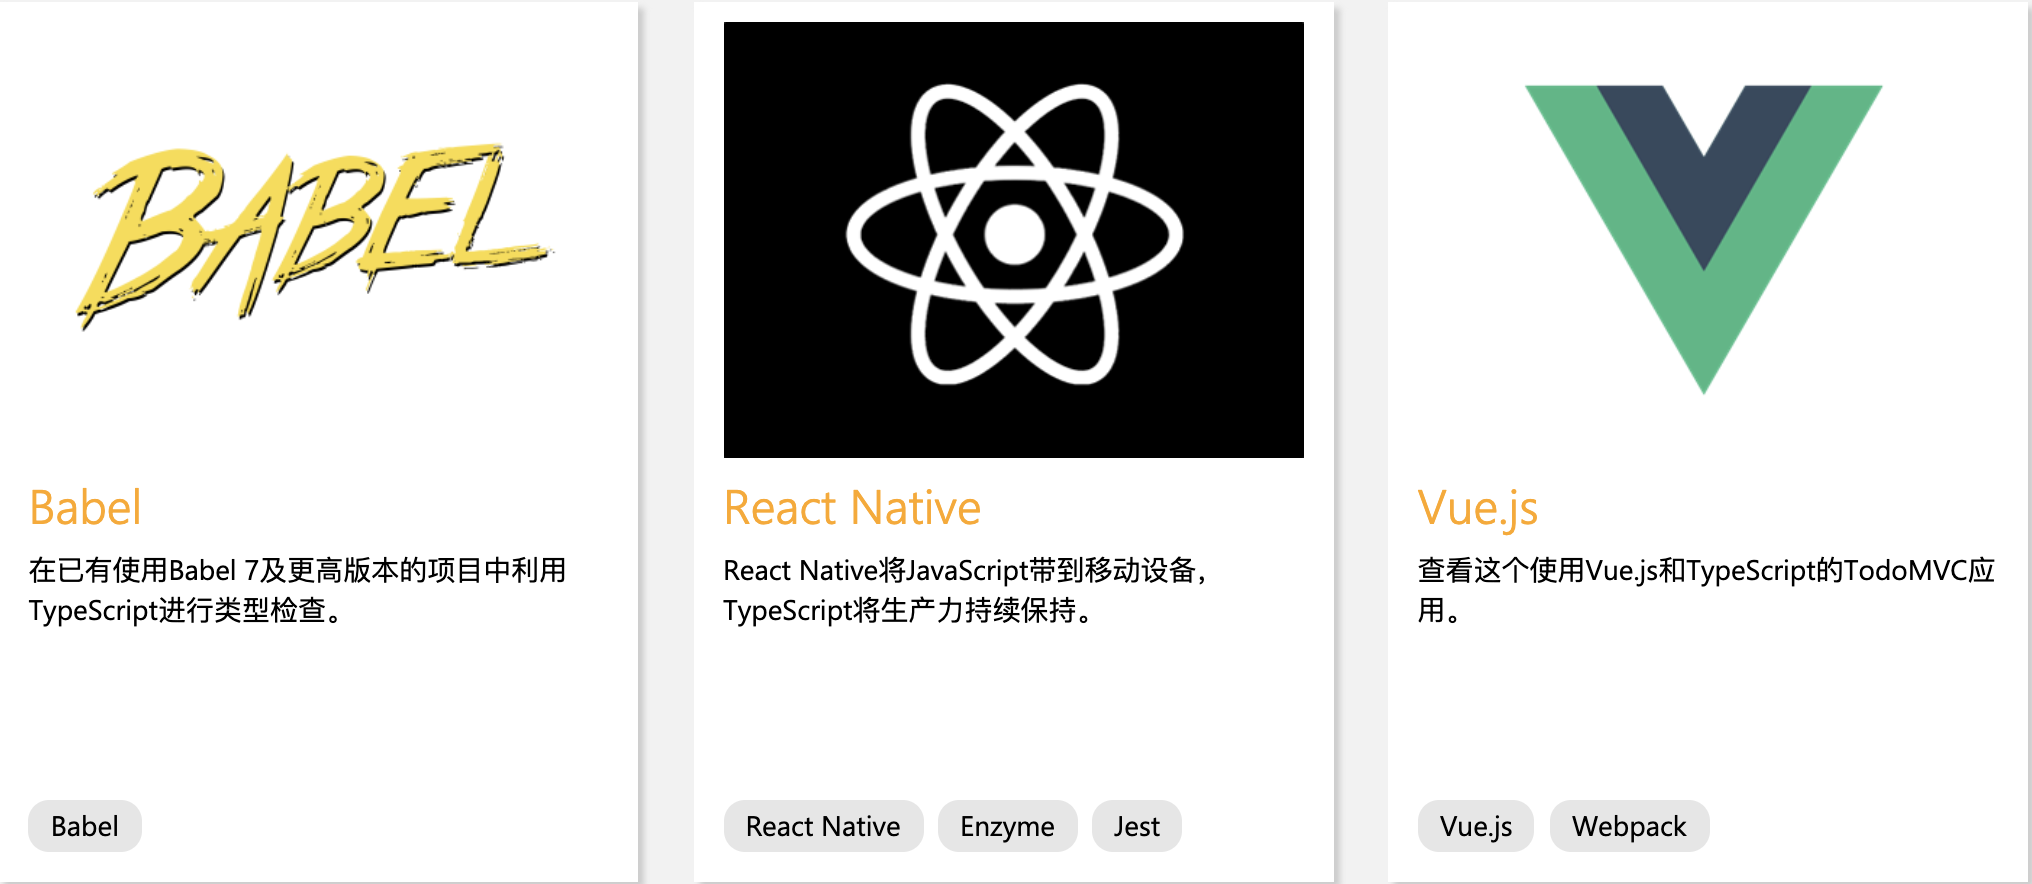 BABEL
Babel
在已有使用Babel 7及更高版本的项目中利用
TypeScript进行类型检查。
Babel
React Native
React Native将JavaScript带到移动设备，
TypeScript将生产力持续保持。
React Native Enzyme Jest
Vue.js
查看这个使用Vue.js和TypeScript的TodoMVC应
用。
Vue.js Webpack